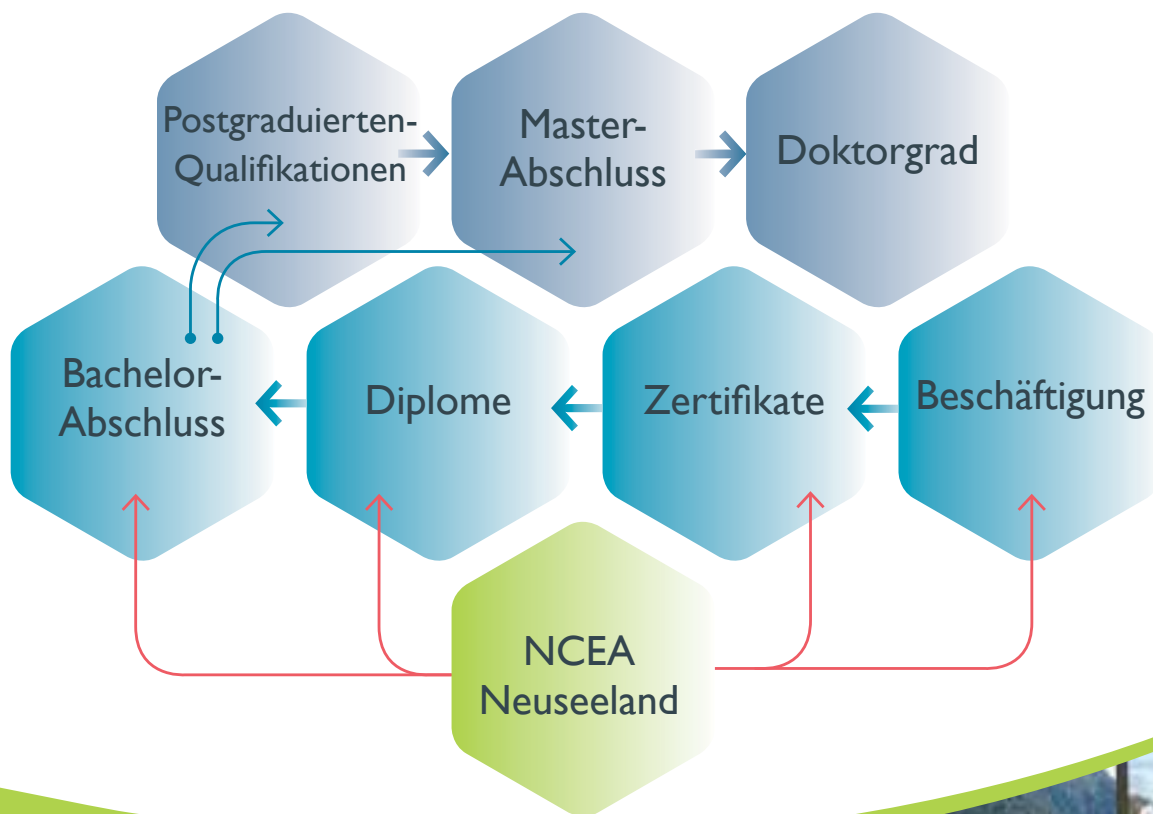 Postgraduierten-
Qualifikationen
Master-
Abschluss
Doktorgrad
Bachelor-
Abschluss
Diplome
Zertifikate
Beschäftigung
NCEA
Neuseeland